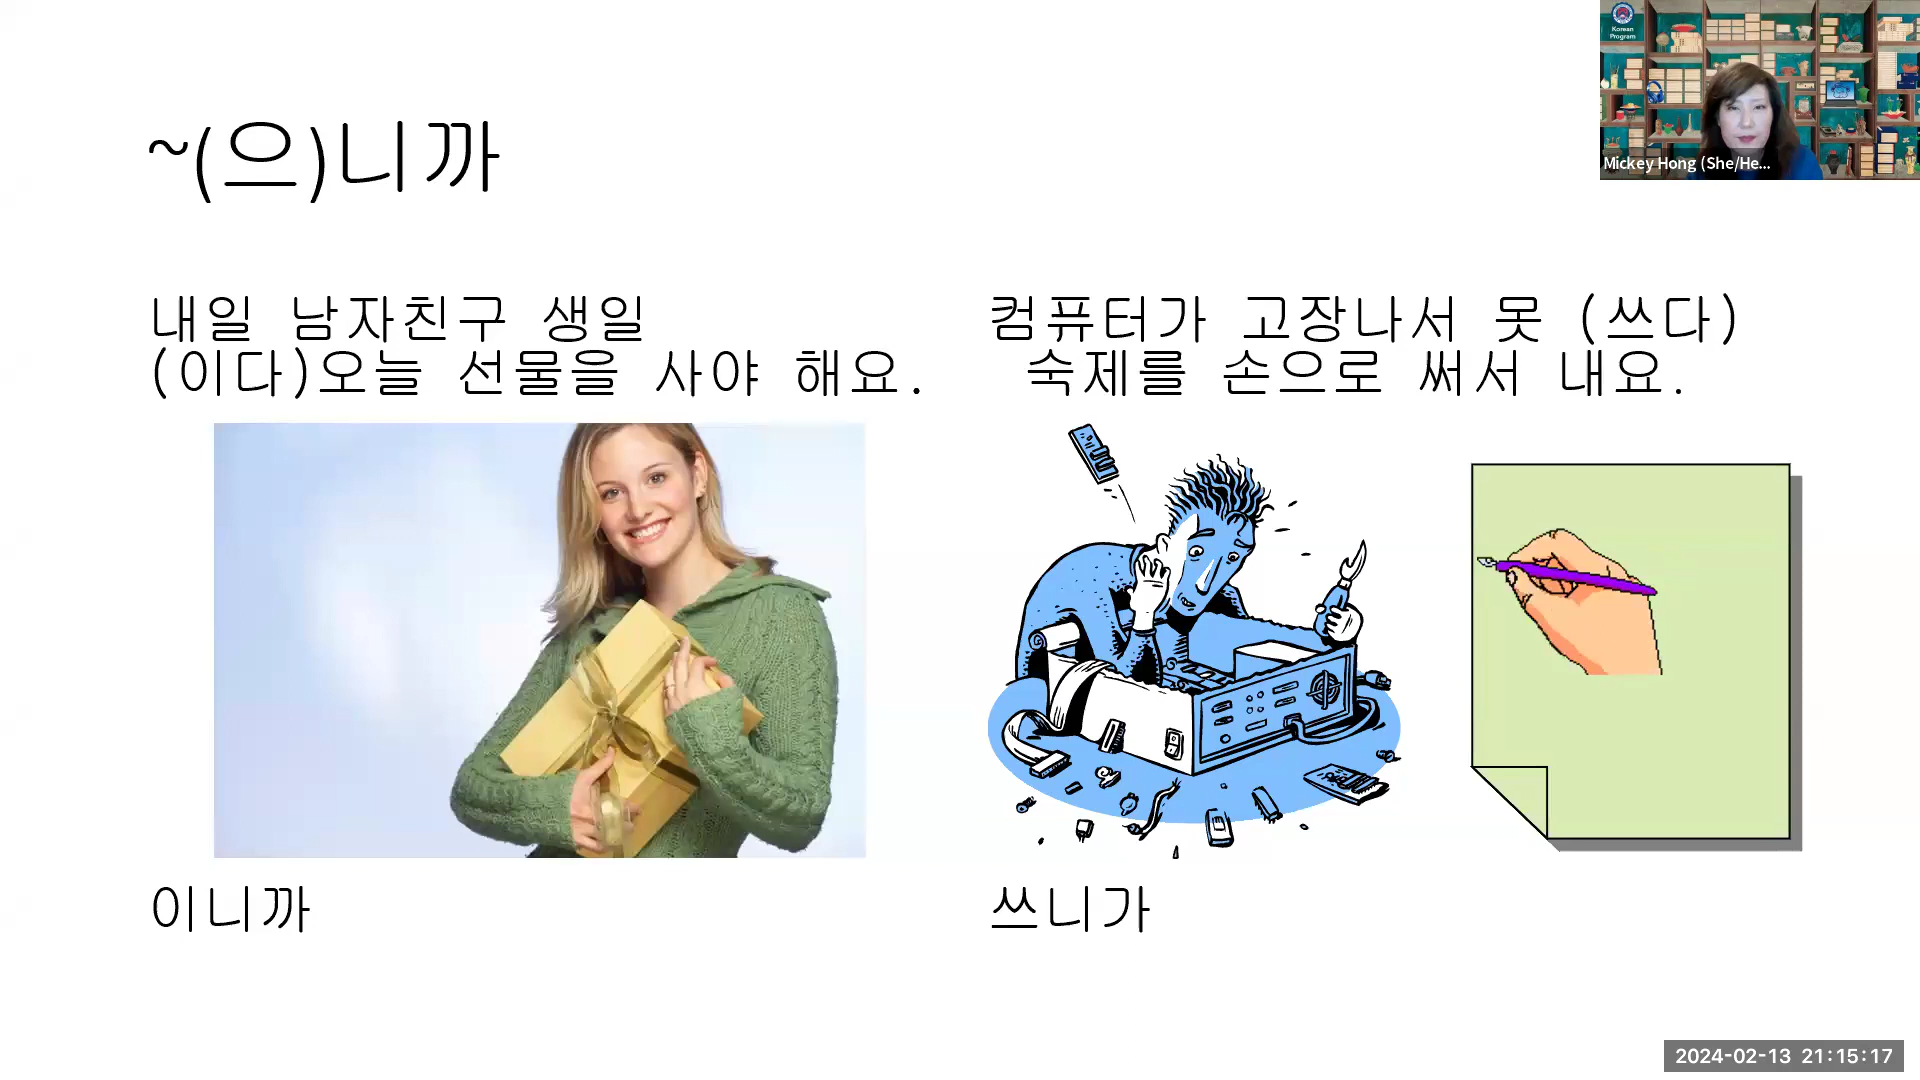 Korean
Program
Mickey Hong (She/He...
~(으)니까
내일 남자친구 생일
(이다)오늘 선물을 사야 해요.
컴퓨터가 고장나서 못 (쓰다)
숙제를 손으로 써서 내요.
이니까
쓰니가
2024-02-13 21:15:17